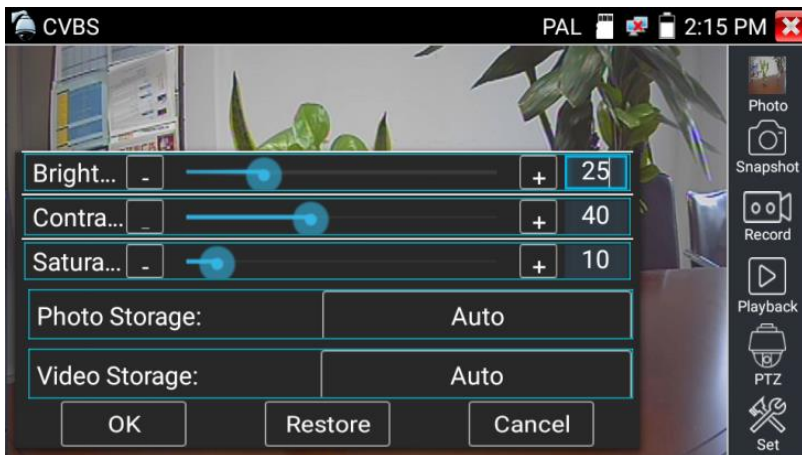 CVBS PAL 2:15 PM
Photo
Snapshot
Bright... - + 25
Contra... - + 40
Record
Satura... - + 10
Playback
Photo Storage: Auto
Video Storage: Auto
PTZ
OK Restore Cancel
Set